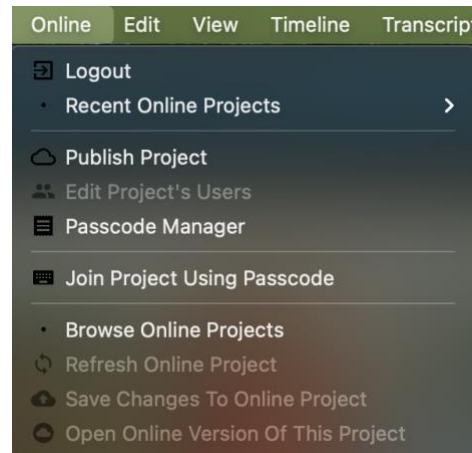 Online Edit View Timeline Transcrip
Logout
Recent Online Projects
Publish Project
Edit Project's Users
Passcode Manager
Join Project Using Passcode
Browse Online Projects
Refresh Online Project
Save Changes To Online Project
Open Online Version Of This Project